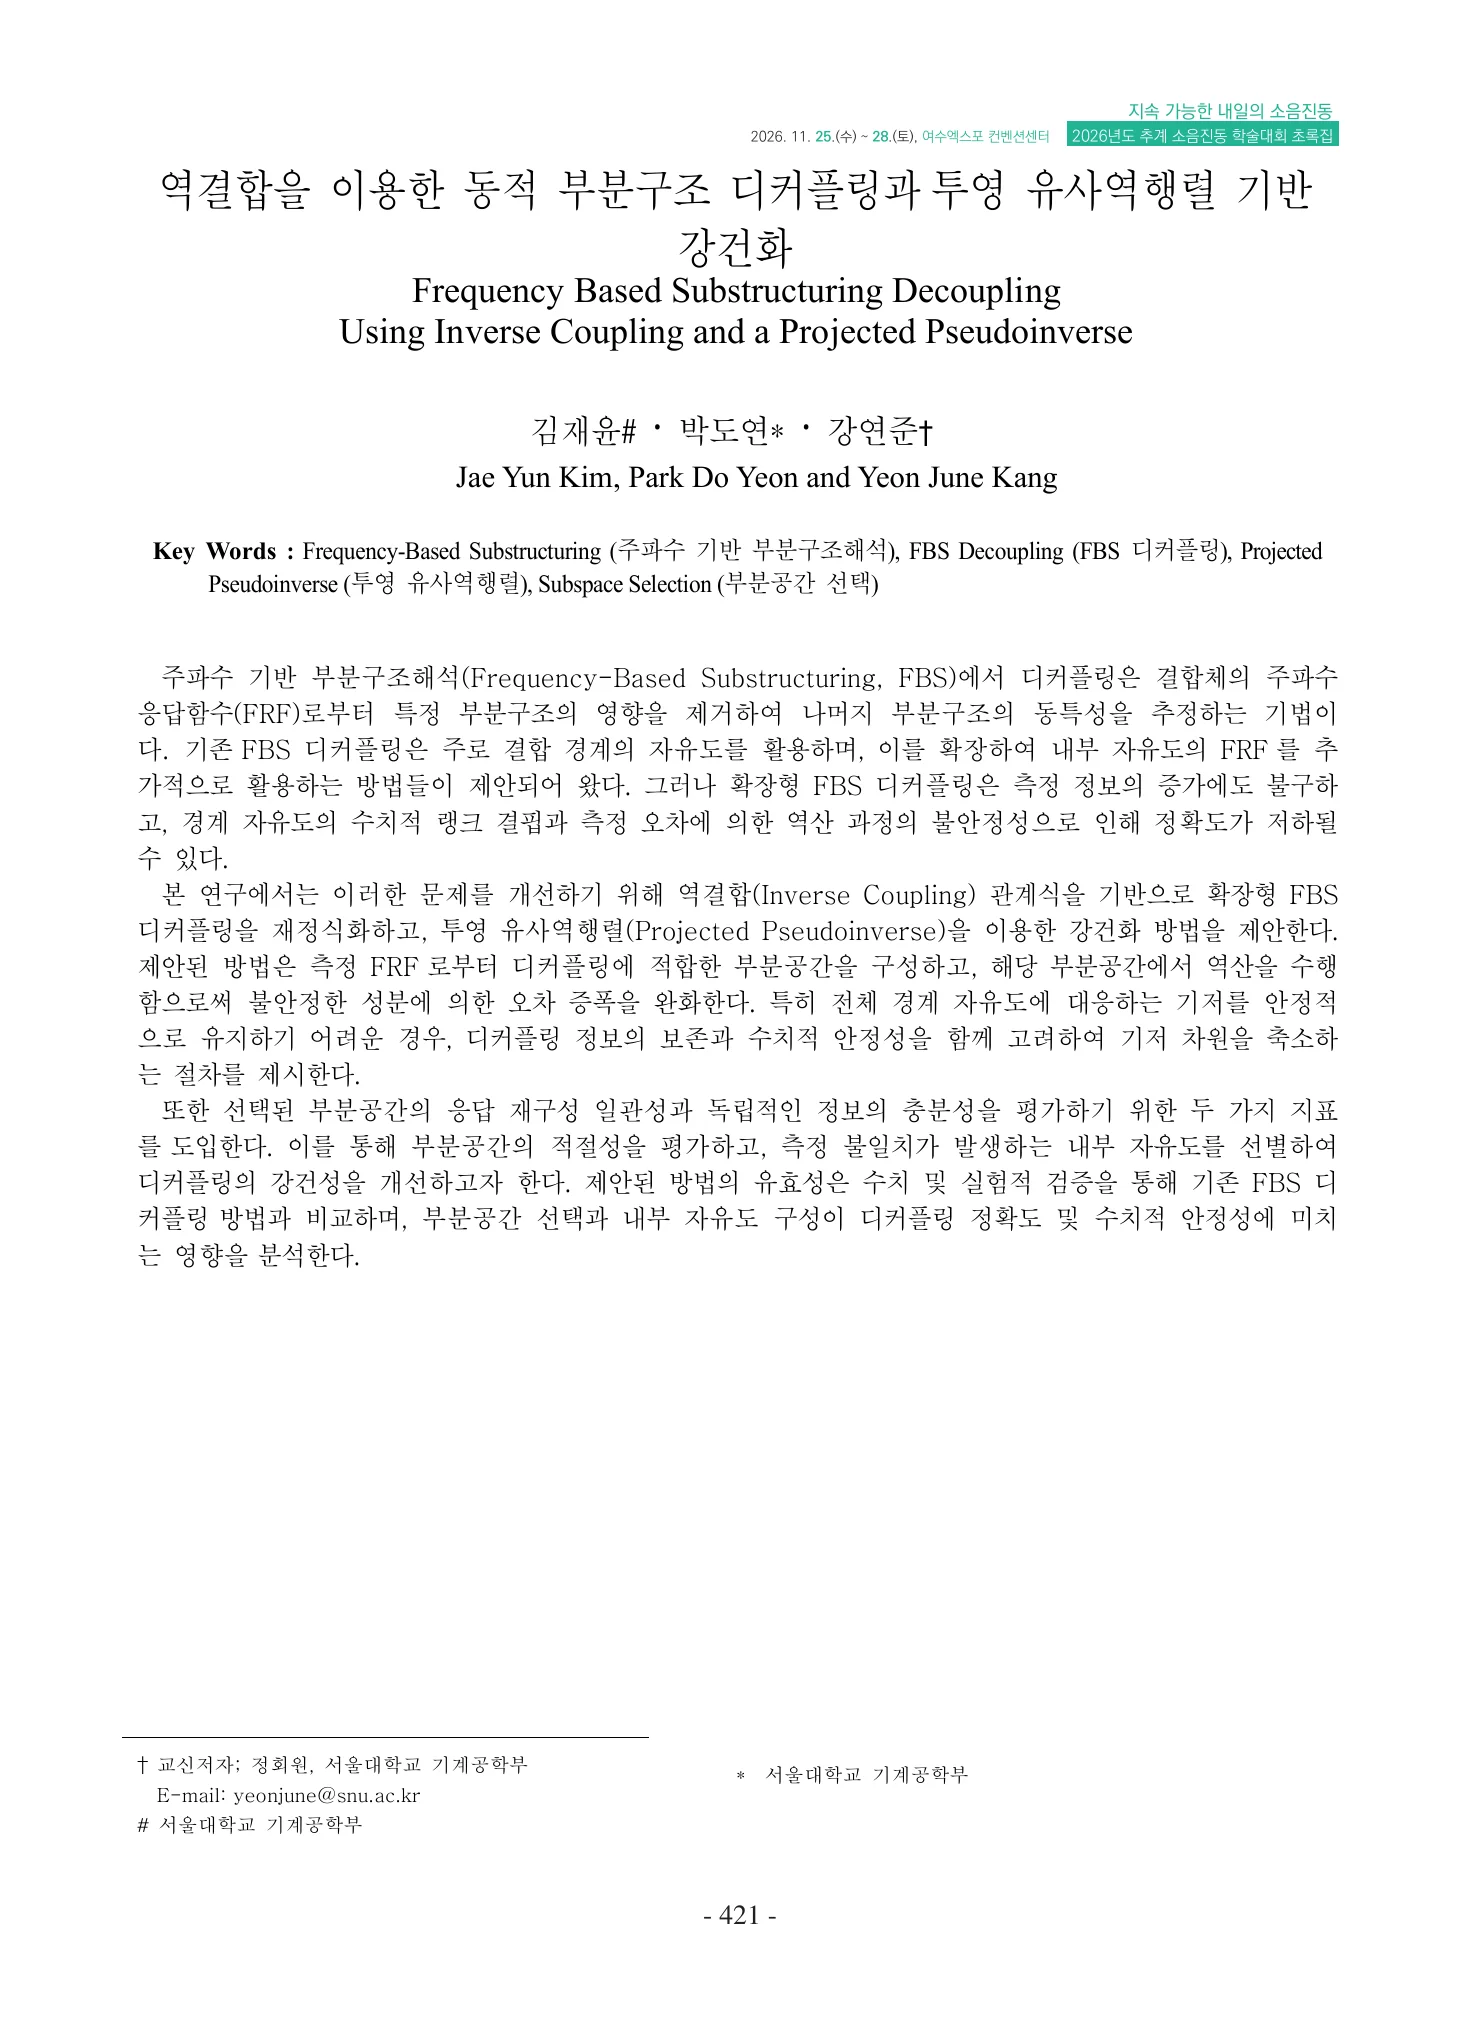 지속 가능한 내일의 소음진동
2026. 11. 25.(수) ~ 28.(토), 여수엑스포 컨벤션센터 2026년도 추계 소음진동 학술대회 초록집
역결합을 이용한 동적 부분구조 디커플링과 투영 유사역행렬 기반
강건화
Frequency Based Substructuring Decoupling
Using Inverse Coupling and a Projected Pseudoinverse
김재윤# · 박도연* · 강연준†
Jae Yun Kim, Park Do Yeon and Yeon June Kang
Key Words : Frequency-Based Substructuring (주파수 기반 부분구조해석), FBS Decoupling (FBS 디커플링), Projected
Pseudoinverse (투영 유사역행렬), Subspace Selection (부분공간 선택)
주파수 기반 부분구조해석(Frequency-Based Substructuring, FBS)에서 디커플링은 결합체의 주파수
응답함수(FRF)로부터 특정 부분구조의 영향을 제거하여 나머지 부분구조의 동특성을 추정하는 기법이
다. 기존 FBS 디커플링은 주로 결합 경계의 자유도를 활용하며, 이를 확장하여 내부 자유도의 FRF 를 추
가적으로 활용하는 방법들이 제안되어 왔다. 그러나 확장형 FBS 디커플링은 측정 정보의 증가에도 불구하
고, 경계 자유도의 수치적 랭크 결핍과 측정 오차에 의한 역산 과정의 불안정성으로 인해 정확도가 저하될
수 있다.
본 연구에서는 이러한 문제를 개선하기 위해 역결합(Inverse Coupling) 관계식을 기반으로 확장형 FBS
디커플링을 재정식화하고, 투영 유사역행렬(Projected Pseudoinverse)을 이용한 강건화 방법을 제안한다.
제안된 방법은 측정 FRF 로부터 디커플링에 적합한 부분공간을 구성하고, 해당 부분공간에서 역산을 수행
함으로써 불안정한 성분에 의한 오차 증폭을 완화한다. 특히 전체 경계 자유도에 대응하는 기저를 안정적
으로 유지하기 어려운 경우, 디커플링 정보의 보존과 수치적 안정성을 함께 고려하여 기저 차원을 축소하
는 절차를 제시한다.
또한 선택된 부분공간의 응답 재구성 일관성과 독립적인 정보의 충분성을 평가하기 위한 두 가지 지표
를 도입한다. 이를 통해 부분공간의 적절성을 평가하고, 측정 불일치가 발생하는 내부 자유도를 선별하여
디커플링의 강건성을 개선하고자 한다. 제안된 방법의 유효성은 수치 및 실험적 검증을 통해 기존 FBS 디
커플링 방법과 비교하며, 부분공간 선택과 내부 자유도 구성이 디커플링 정확도 및 수치적 안정성에 미치
는 영향을 분석한다.
† 교신저자; 정회원, 서울대학교 기계공학부
E-mail: yeonjune@snu.ac.kr
# 서울대학교 기계공학부
* 서울대학교 기계공학부
- 421 -